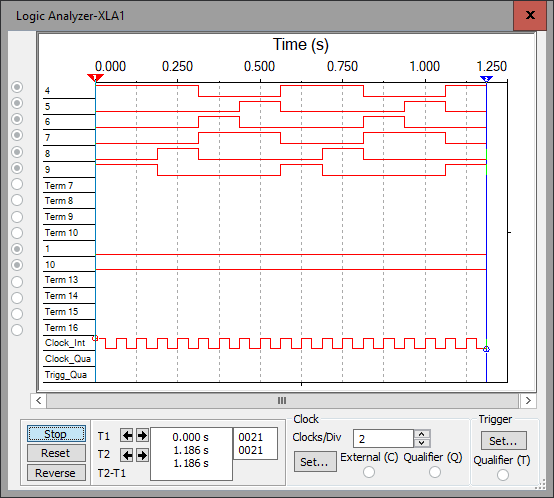 Logic Analyzer-XLA1
x
Time (s)
0.000 0.250 0.500 0.750 1.000 1.250
4
5
6
7
8
9
Term 7
Term 8
Term 9
Term 10
1
10
Term 13
Term 14
Term 15
Term 16
Clock_Int
Clock_Qua
Trigg_Qua
Stop
Reset
Reverse
T1 0.000 s 0021
T2 1.186 s 0021
T2-T1 1.186 s
Clock
Clocks/Div 2
Set... External (C) Qualifier (Q)
Trigger
Set...
Qualifier (T)